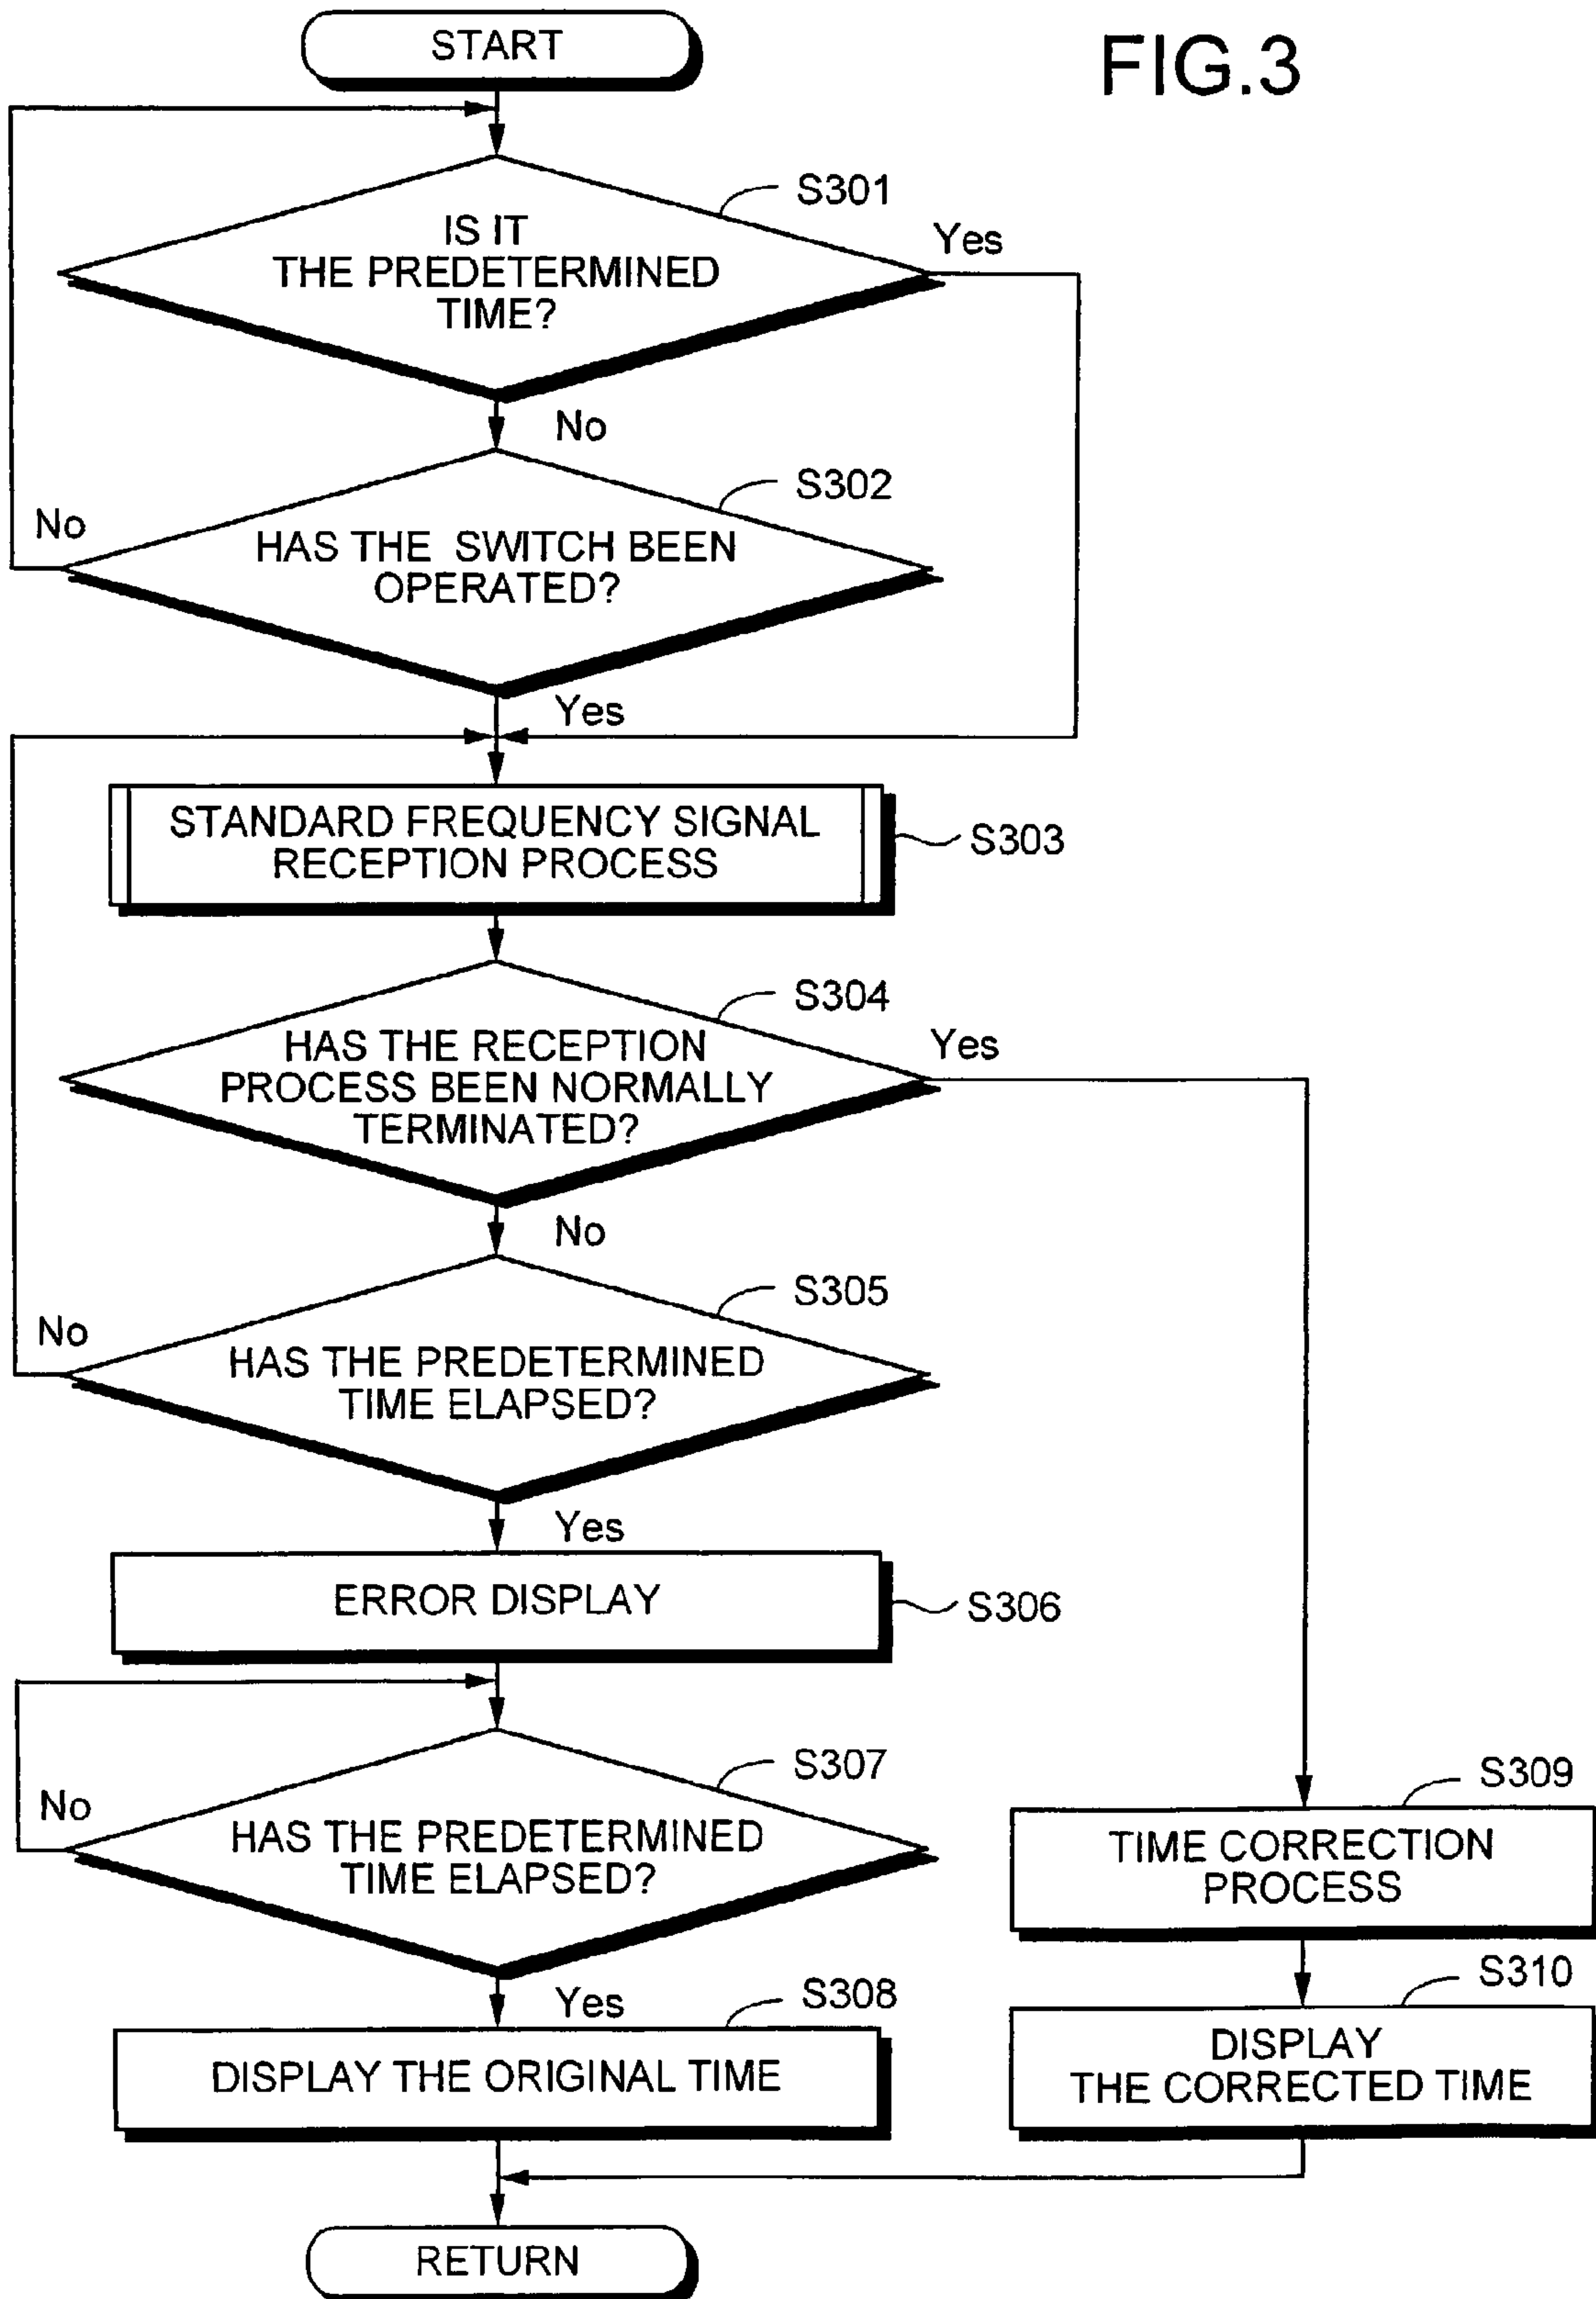 START
FIG.3
S301
IS IT
THE PREDETERMINED
TIME?
Yes
No
S302
HAS THE SWITCH BEEN
OPERATED?
No
Yes
STANDARD FREQUENCY SIGNAL
RECEPTION PROCESS
S303
S304
HAS THE RECEPTION
PROCESS BEEN NORMALLY
TERMINATED?
Yes
No
S305
HAS THE PREDETERMINED
TIME ELAPSED?
No
Yes
ERROR DISPLAY
S306
S307
HAS THE PREDETERMINED
TIME ELAPSED?
No
Yes
S308
DISPLAY THE ORIGINAL TIME
S309
TIME CORRECTION
PROCESS
S310
DISPLAY
THE CORRECTED TIME
RETURN